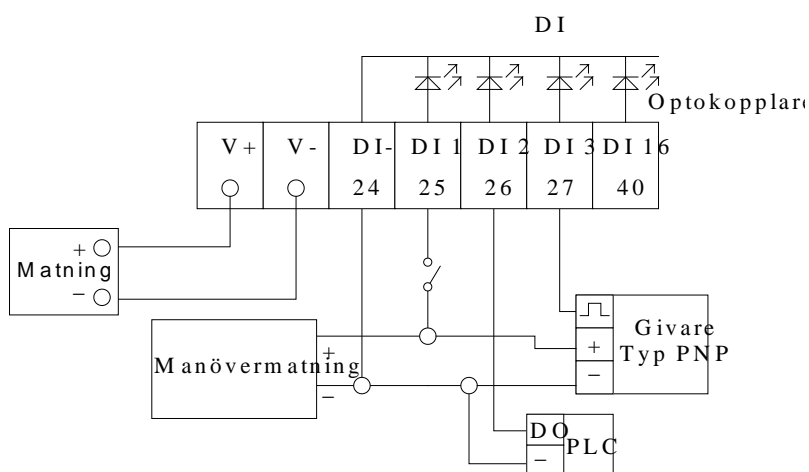 DI
Optokopplare
V+ V- DI- DI 1 DI 2 DI 3 DI 16
24 25 26 27 40
+
Matning
−
+
Manövermatning
−
Givare
+ Typ PNP
−
DO
PLC
−